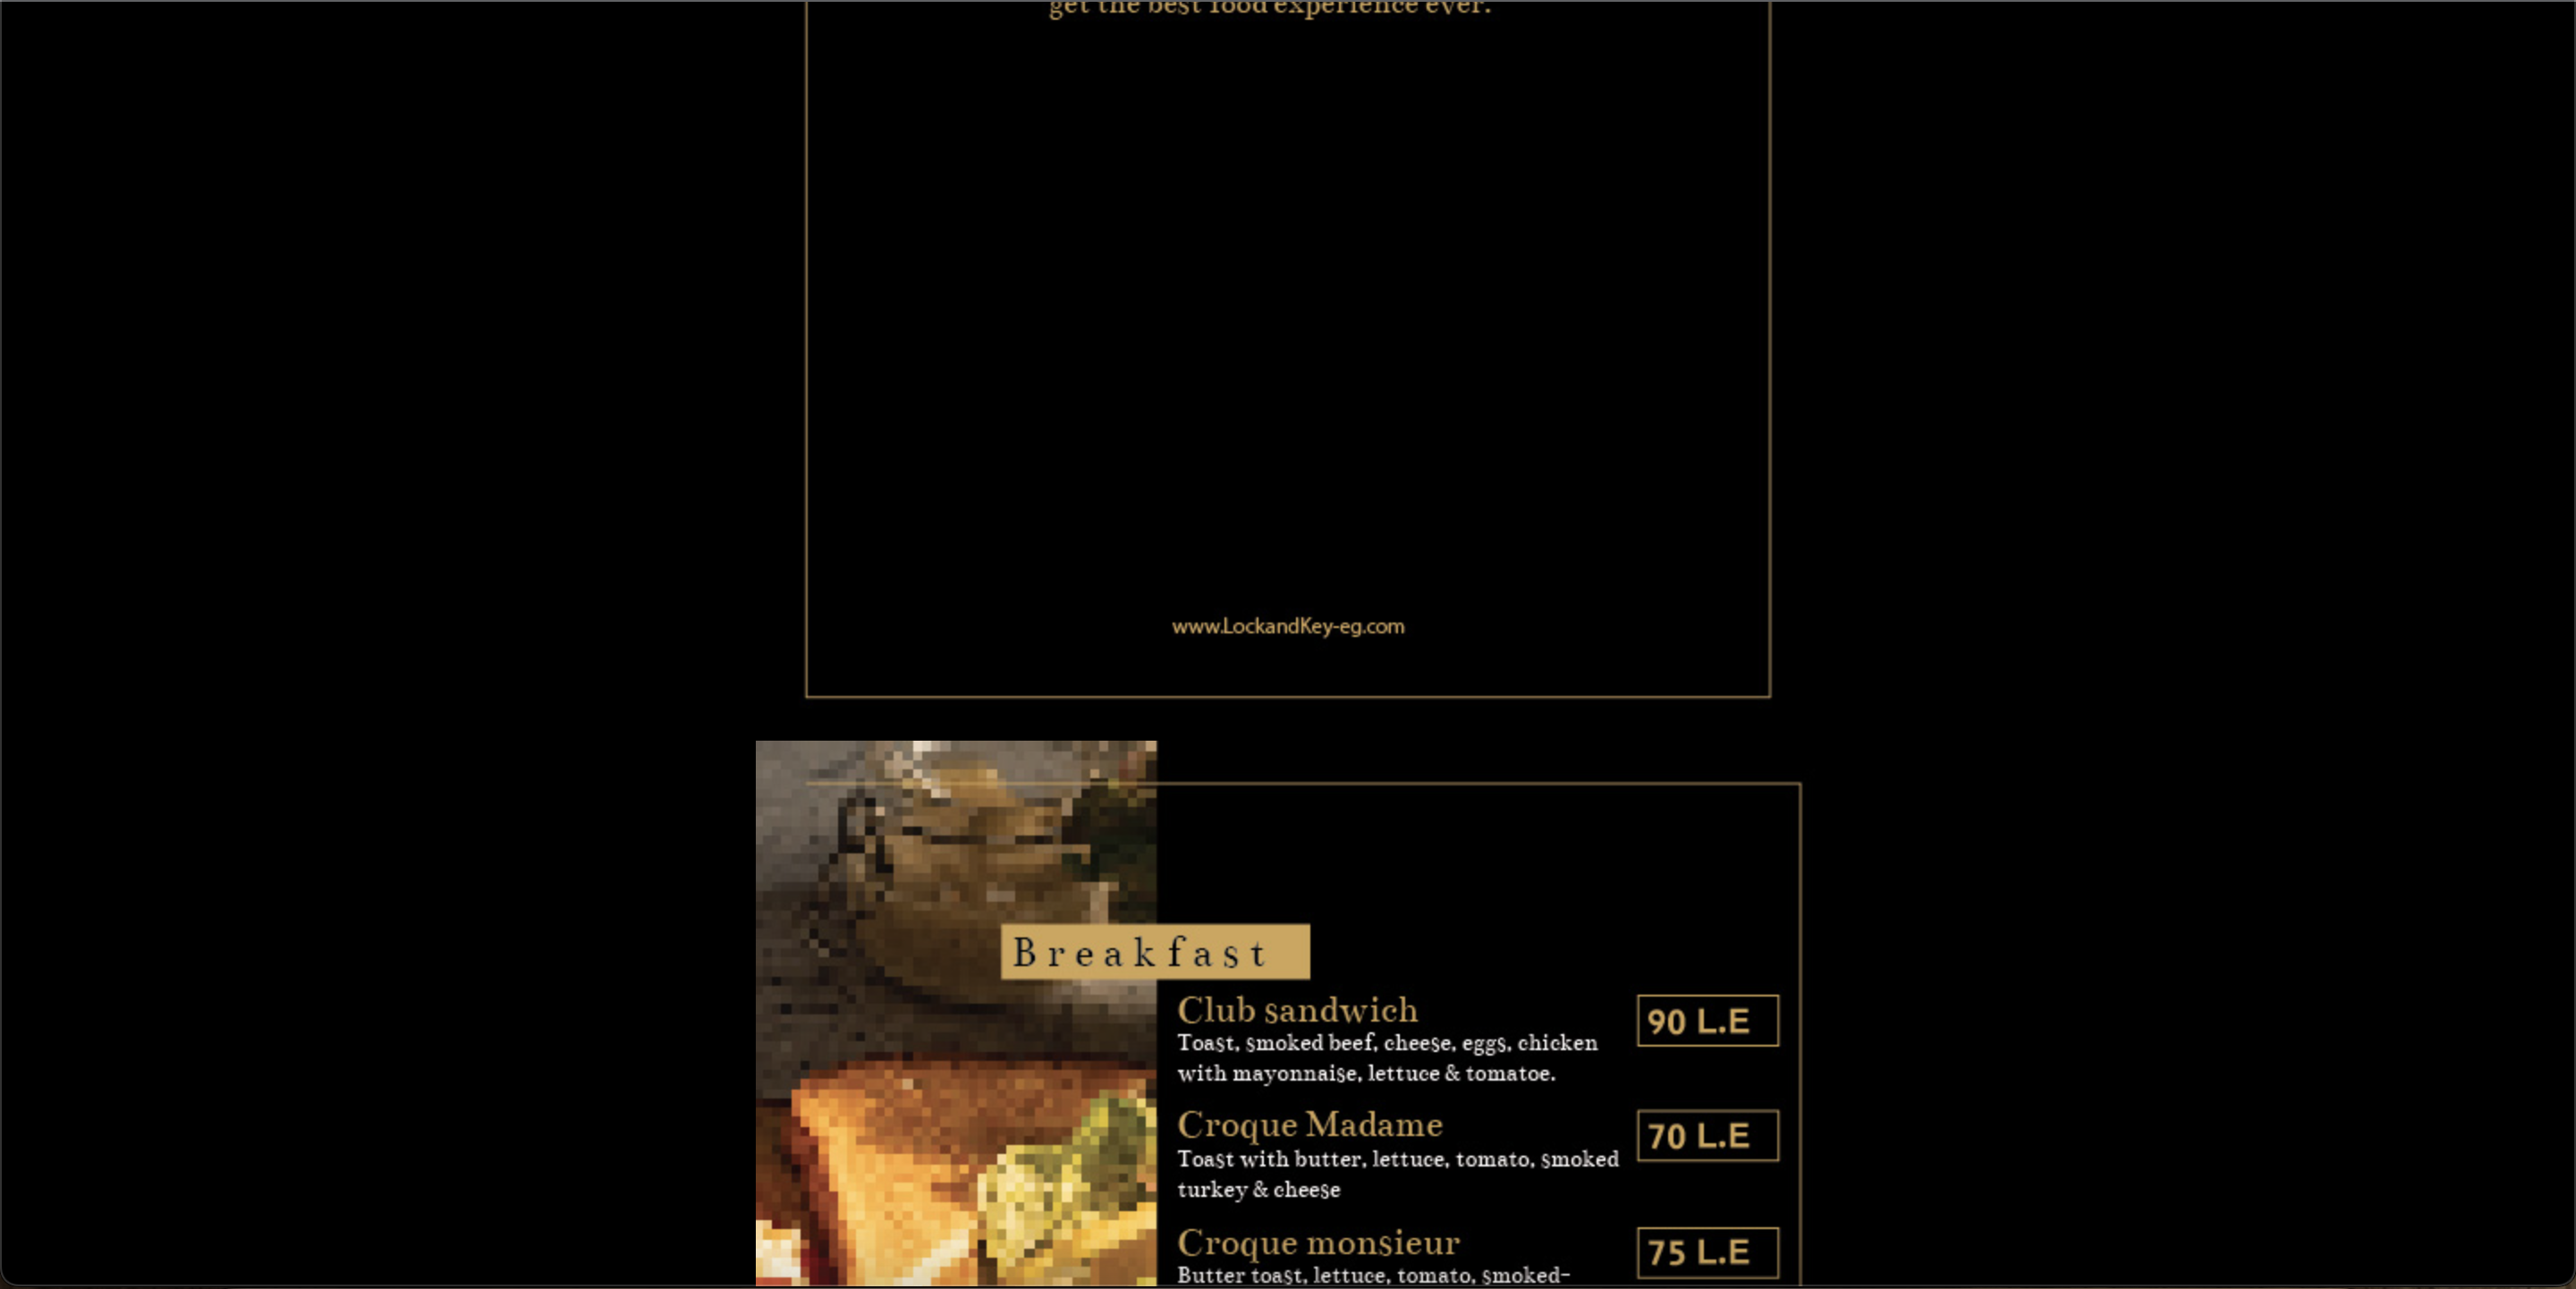 get the best food experience ever.
www.LockandKey-eg.com
Breakfast
Club sandwich
90 L.E
Toast, smoked beef, cheese, eggs, chicken
with mayonnaise, lettuce & tomatoe.
Croque Madame
70 L.E
Toast with butter, lettuce, tomato, smoked
turkey & cheese
Croque monsieur
75 L.E
Butter toast, lettuce, tomato, smoked-